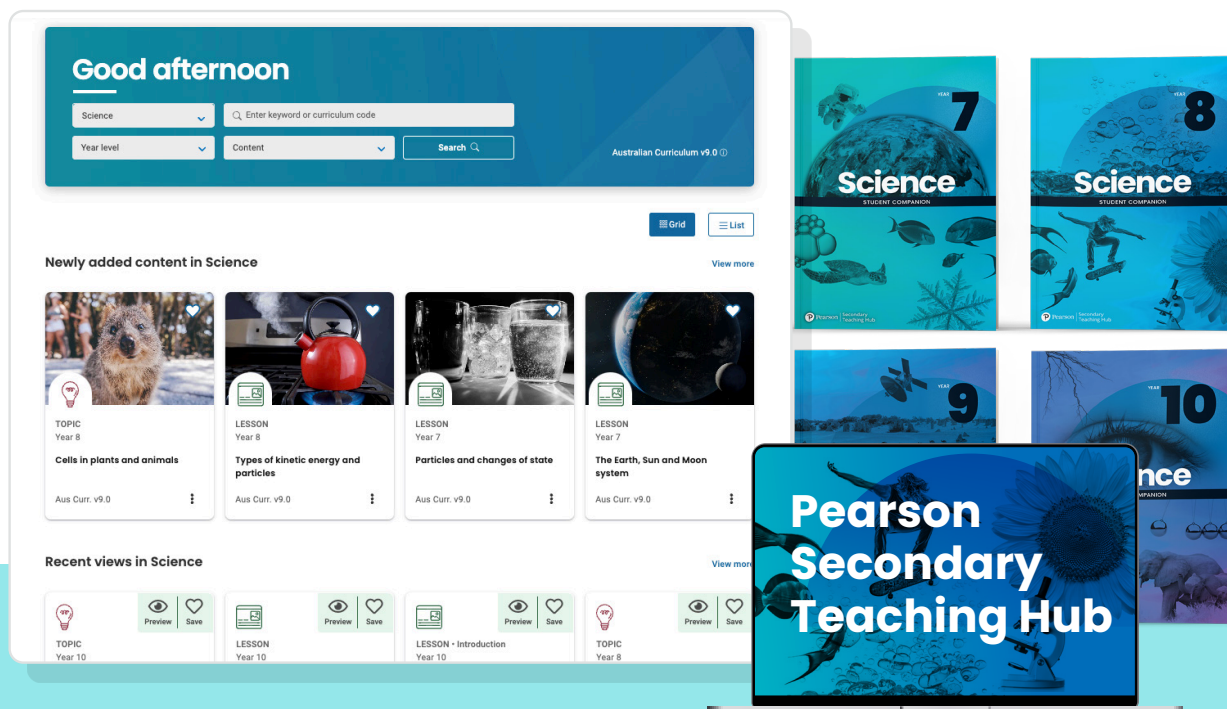 Good afternoon
Science
Enter keyword or curriculum code
Year level
Content
Search
Australian Curriculum v9.0
Grid
List
Newly added content in Science
View more
TOPIC
Year 8
Cells in plants and animals
Aus Curr. v9.0
LESSON
Year 8
Types of kinetic energy and
particles
Aus Curr. v9.0
LESSON
Year 7
Particles and changes of state
Aus Curr. v9.0
LESSON
Year 7
The Earth, Sun and Moon
system
Aus Curr. v9.0
Recent views in Science
View more
Preview
Save
TOPIC
Year 10
Preview
Save
LESSON
Year 10
Preview
Save
LESSON • Introduction
Year 10
Preview
Save
TOPIC
Year 8
YEAR
7
Science
STUDENT COMPANION
Pearson
Secondary
Teaching Hub
YEAR
8
Science
STUDENT COMPANION
Pearson
Secondary
Teaching Hub
YEAR
9
YEAR
10
nce
MPANION
Pearson
Secondary
Teaching Hub